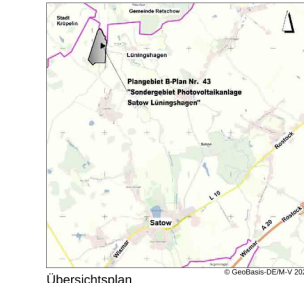 Gemeinde Retschow
Stadt
Kröpelin
Lüningshagen
Plangebiet B-Plan Nr. 43
"Sondergebiet Photovoltaikanlage
Satow Lüningshagen"
Rostock
L 10
Satow
A 20
Rostock
Wismar
Wismar
© GeoBasis-DE/M-V 202
Übersichtsplan